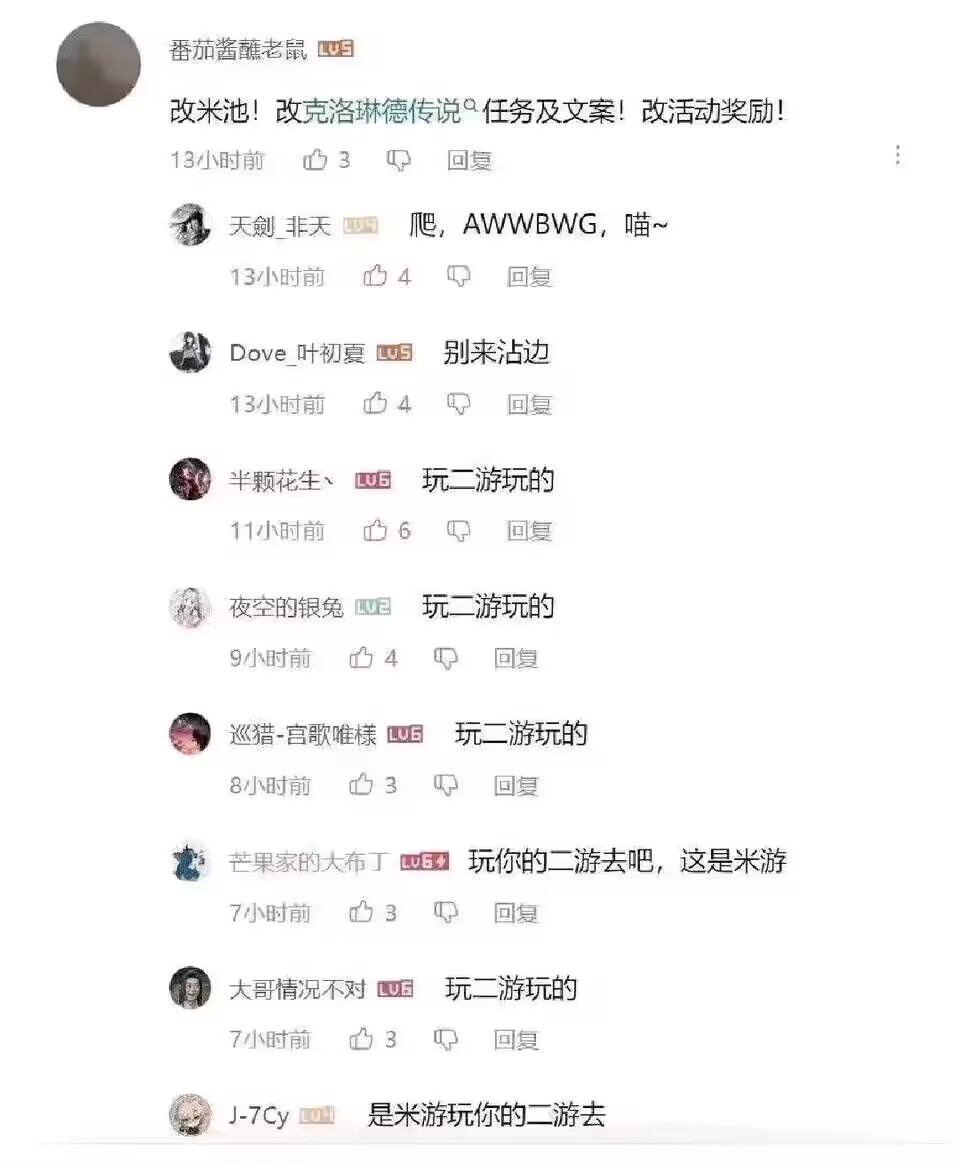 番茄酱蘸老鼠 LV5
改米池！改克洛琳德传说任务及文案！改活动奖励！
13小时前 3 回复
天劍_非天 LV4 爬，AWWBWG，喵~
13小时前 4 回复
Dove_叶初夏 LV5 别来沾边
13小时前 4 回复
半颗花生丶 LV6 玩二游玩的
11小时前 6 回复
夜空的银兔 LV2 玩二游玩的
9小时前 4 回复
巡猎-宫歌唯様 LV6 玩二游玩的
8小时前 3 回复
芒果家的大布丁 LV6 玩你的二游去吧，这是米游
7小时前 3 回复
大哥情况不对 LV6 玩二游玩的
7小时前 3 回复
J-7Cy LV4 是米游玩你的二游去